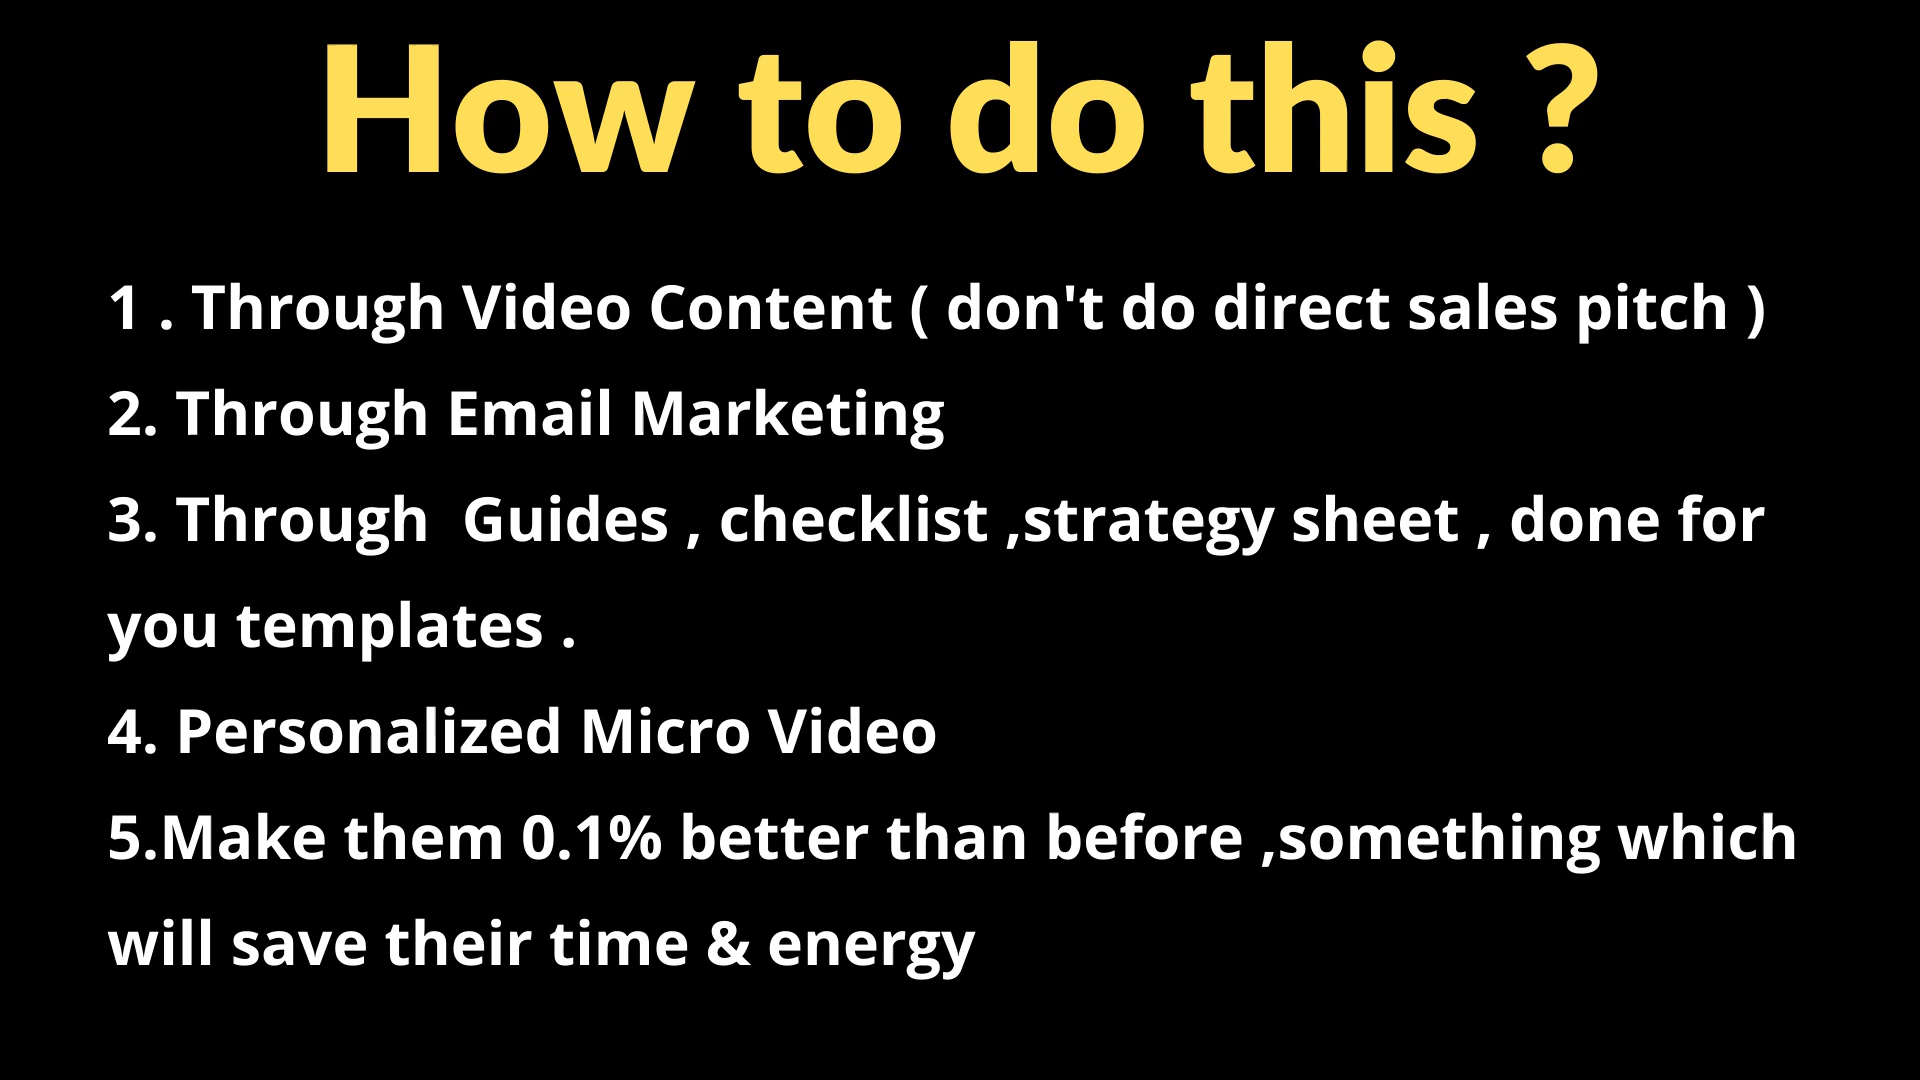 How to do this ?
1 . Through Video Content ( don't do direct sales pitch )
2. Through Email Marketing
3. Through  Guides , checklist ,strategy sheet , done for
you templates .
4. Personalized Micro Video
5.Make them 0.1% better than before ,something which
will save their time & energy